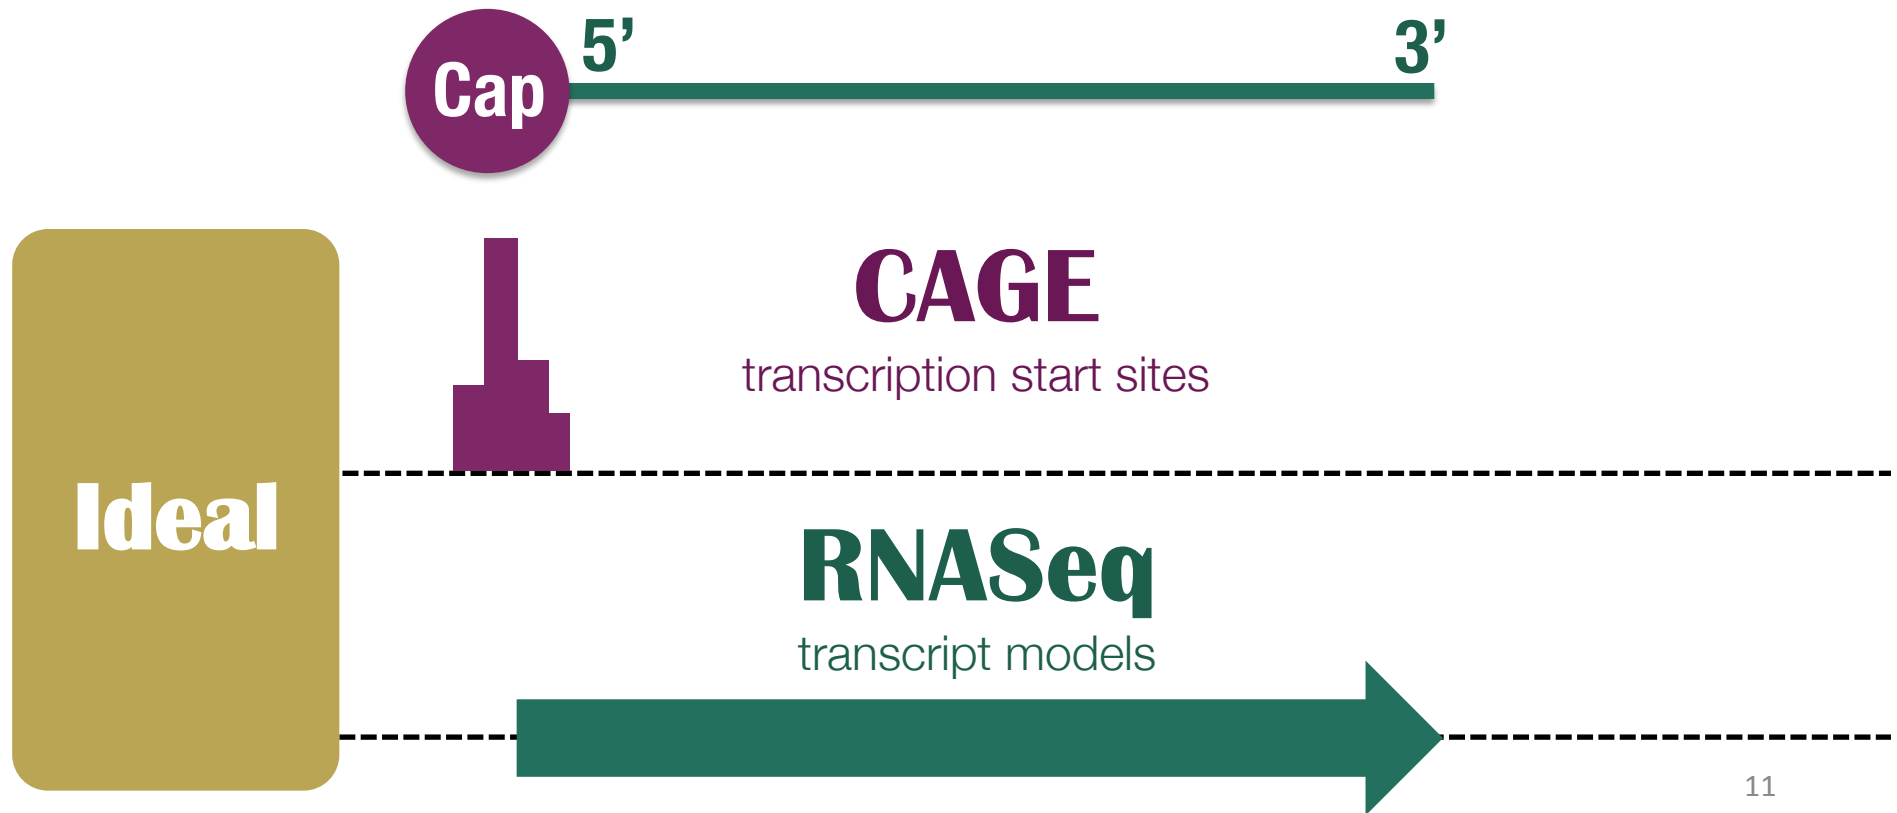 5’ 3’
Cap
CAGE
transcription start sites
Ideal
RNASeq
transcript models
11